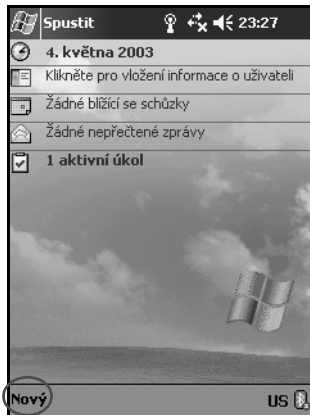 Spustit 23:27
4. května 2003
Klikněte pro vložení informace o uživateli
Žádné blížící se schůzky
Žádné nepřečtené zprávy
1 aktivní úkol
Nový US